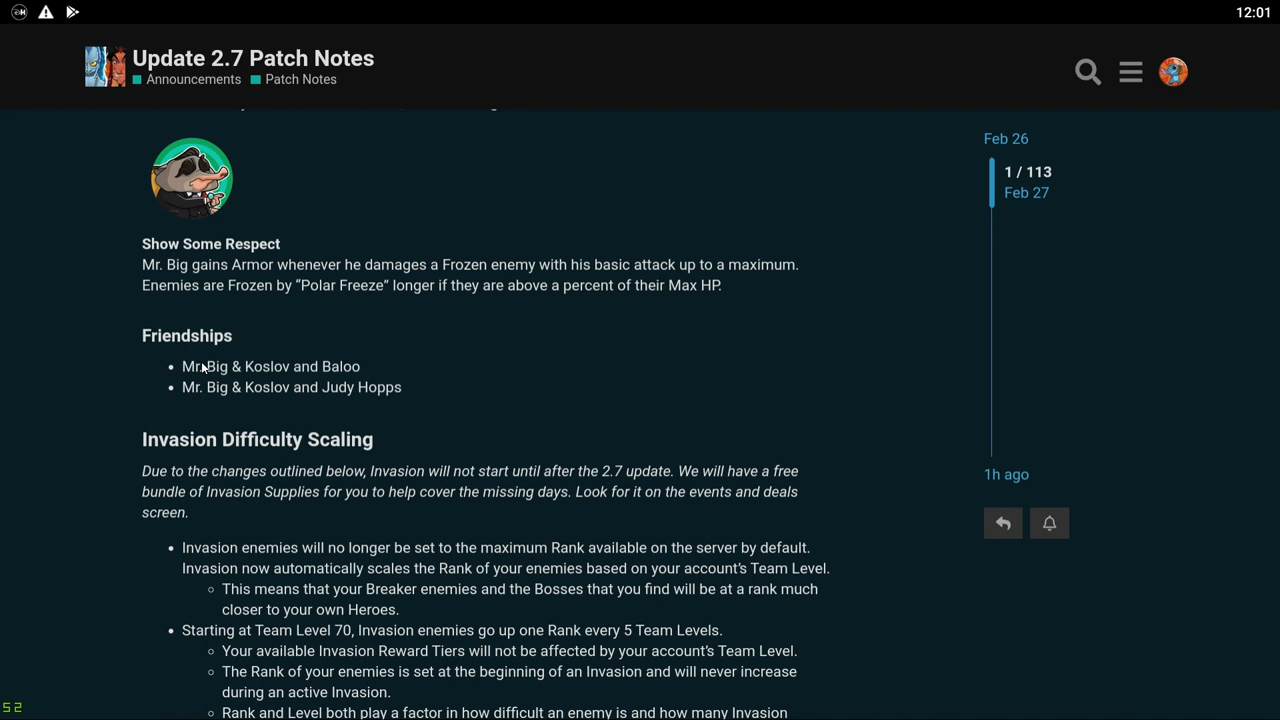 12:01
Update 2.7 Patch Notes
Announcements Patch Notes
Feb 26
1 / 113
Feb 27
Show Some Respect
Mr. Big gains Armor whenever he damages a Frozen enemy with his basic attack up to a maximum.
Enemies are Frozen by “Polar Freeze” longer if they are above a percent of their Max HP.
Friendships
• Mr. Big & Koslov and Baloo
• Mr. Big & Koslov and Judy Hopps
Invasion Difficulty Scaling
Due to the changes outlined below, Invasion will not start until after the 2.7 update. We will have a free
bundle of Invasion Supplies for you to help cover the missing days. Look for it on the events and deals
screen.
1h ago
• Invasion enemies will no longer be set to the maximum Rank available on the server by default.
Invasion now automatically scales the Rank of your enemies based on your account’s Team Level.
◦ This means that your Breaker enemies and the Bosses that you find will be at a rank much
closer to your own Heroes.
• Starting at Team Level 70, Invasion enemies go up one Rank every 5 Team Levels.
◦ Your available Invasion Reward Tiers will not be affected by your account’s Team Level.
◦ The Rank of your enemies is set at the beginning of an Invasion and will never increase
during an active Invasion.
◦ Rank and Level both play a factor in how difficult an enemy is and how many Invasion
52